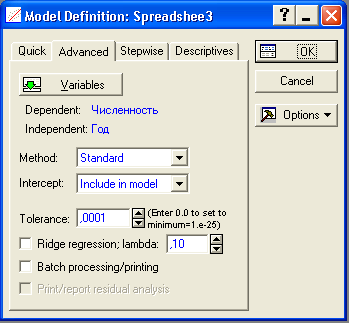 Model Definition: Spreadshee3
Quick Advanced Stepwise Descriptives
OK
Variables
Cancel
Dependent: Численность
Independent: Год
Options
Method: Standard
Intercept: Include in model
Tolerance: ,0001 (Enter 0.0 to set to
minimum=1.e-25)
Ridge regression; lambda: ,10
Batch processing/printing
Print/report residual analysis